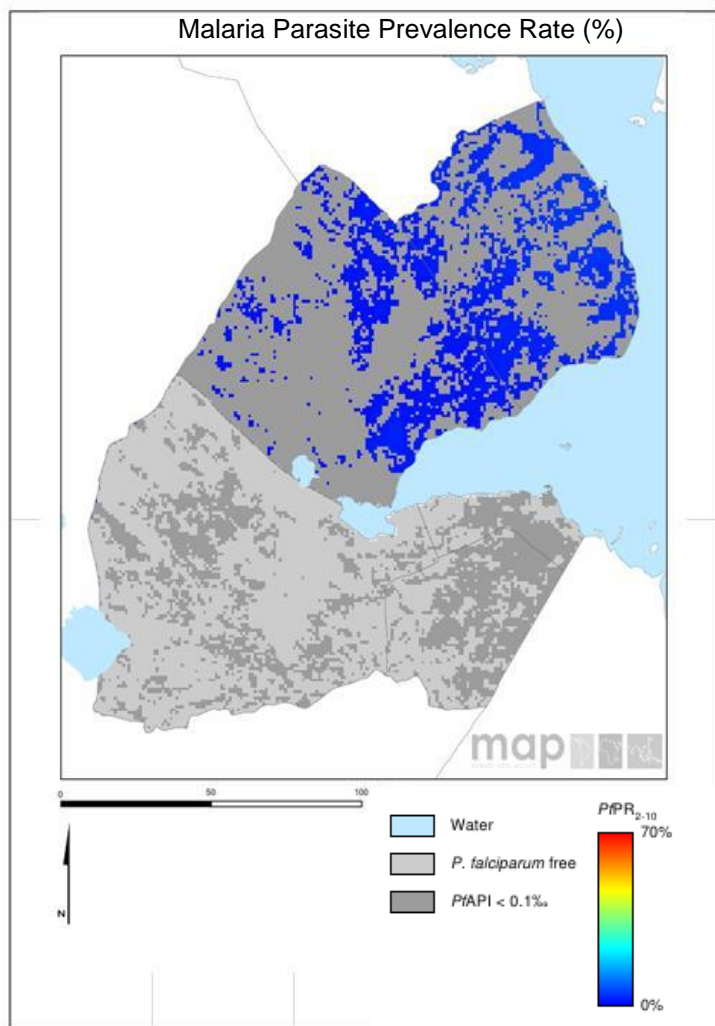 Malaria Parasite Prevalence Rate (%)
map
0 50 100
N
Water
P. falciparum free
PfAPI < 0.1‰
PfPR2-10
70%
0%